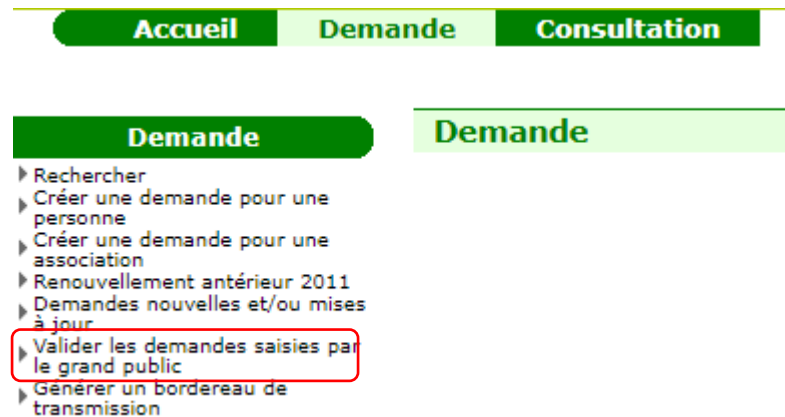 Accueil Demande Consultation
Demande Demande
Rechercher
Créer une demande pour une
personne
Créer une demande pour une
association
Renouvellement antérieur 2011
Demandes nouvelles et/ou mises
à jour
Valider les demandes saisies par
le grand public
Générer un bordereau de
transmission